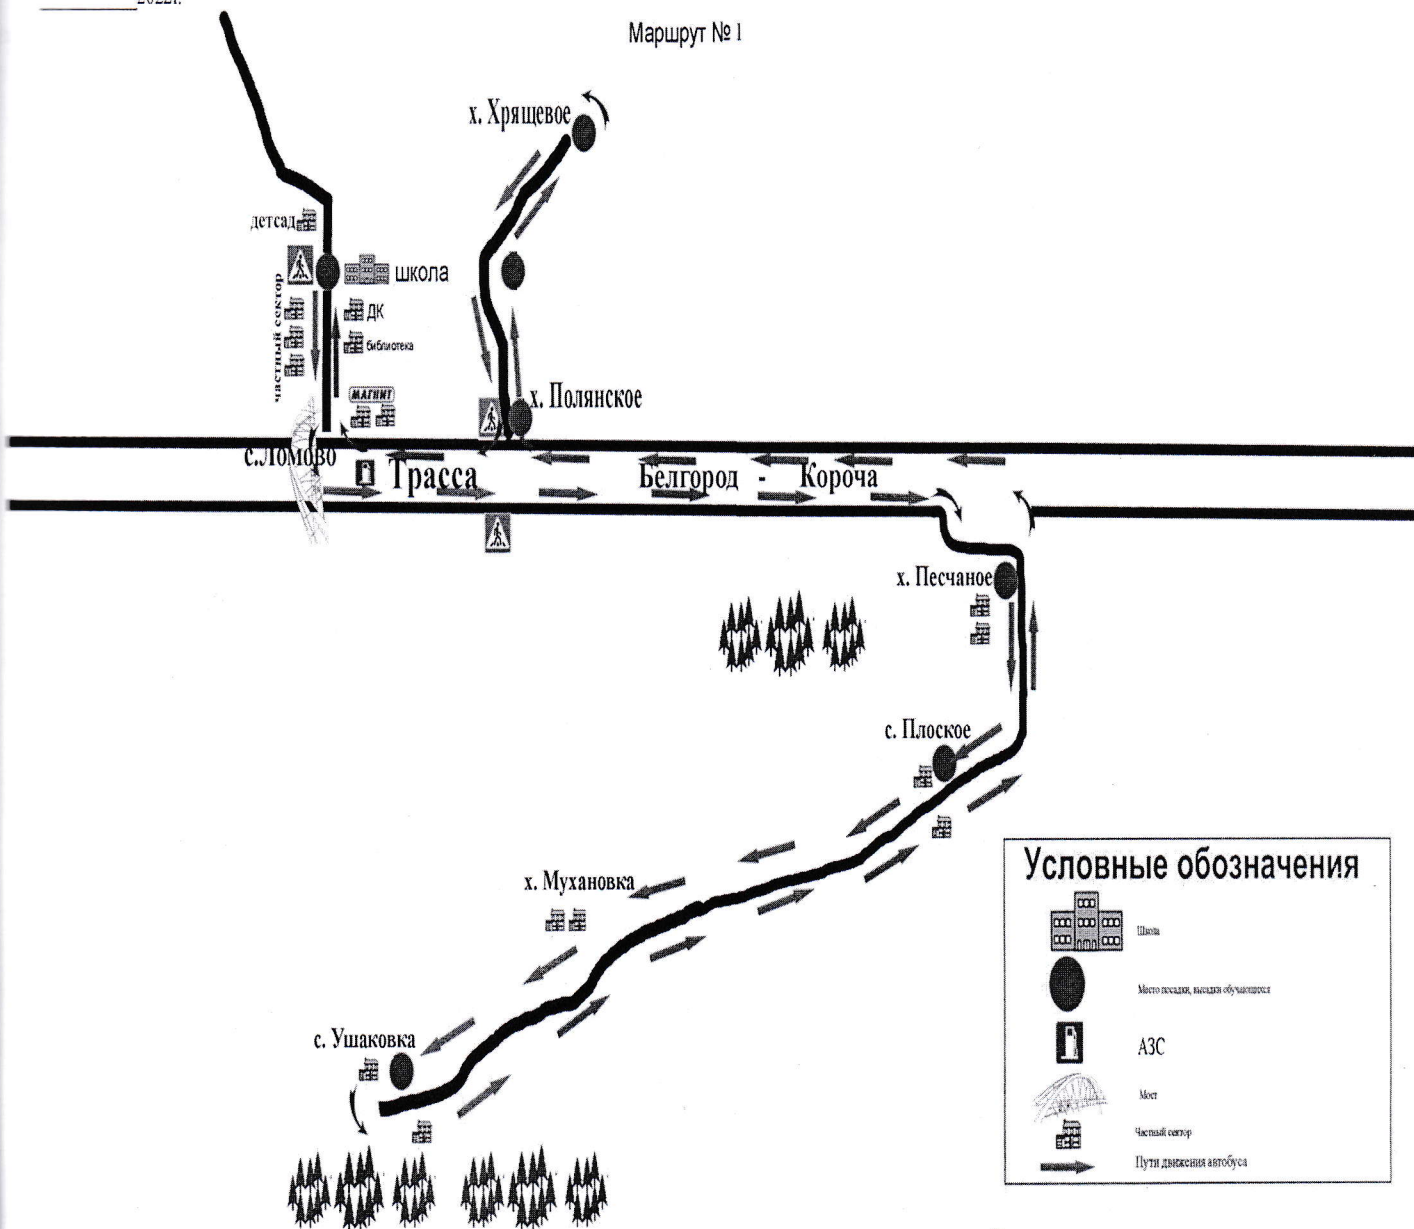 2022г.
Маршрут № 1
х. Хрящевое
детсад
школа
частный сектор
ДК
библиотека
МАГНИТ
х. Полянское
с.Ломово
Трасса Белгород - Короча
х. Песчаное
с. Плоское
х. Мухановка
с. Ушаковка
Условные обозначения
Школа
Место посадки, высадки обучающихся
АЗС
Мост
Частный сектор
Пути движения автобуса